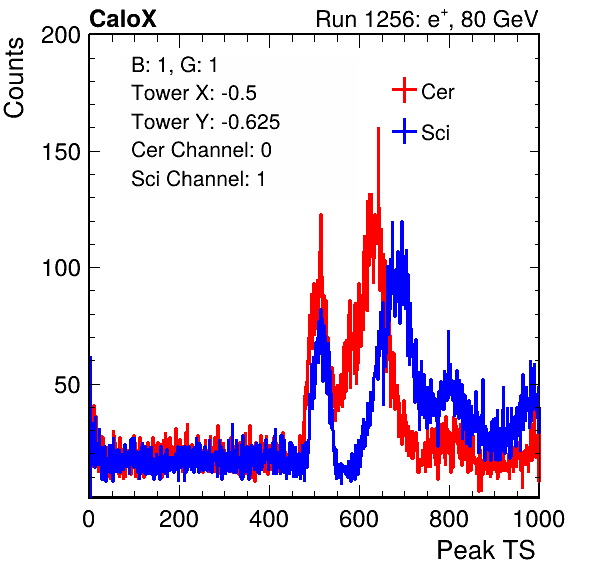 CaloX Run 1256: e+, 80 GeV
Counts
200
150
100
50
B: 1, G: 1
Tower X: -0.5
Tower Y: -0.625
Cer Channel: 0
Sci Channel: 1
Cer
Sci
0 200 400 600 800 1000
Peak TS